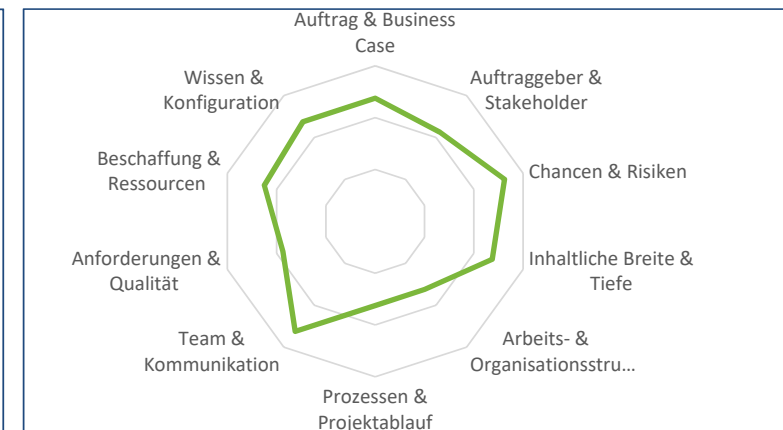 Auftrag & Business
Case
Auftraggeber &
Stakeholder
Chancen & Risiken
Inhaltliche Breite &
Tiefe
Arbeits- &
Organisationsstru…
Prozessen &
Projektablauf
Team &
Kommunikation
Anforderungen &
Qualität
Beschaffung &
Ressourcen
Wissen &
Konfiguration